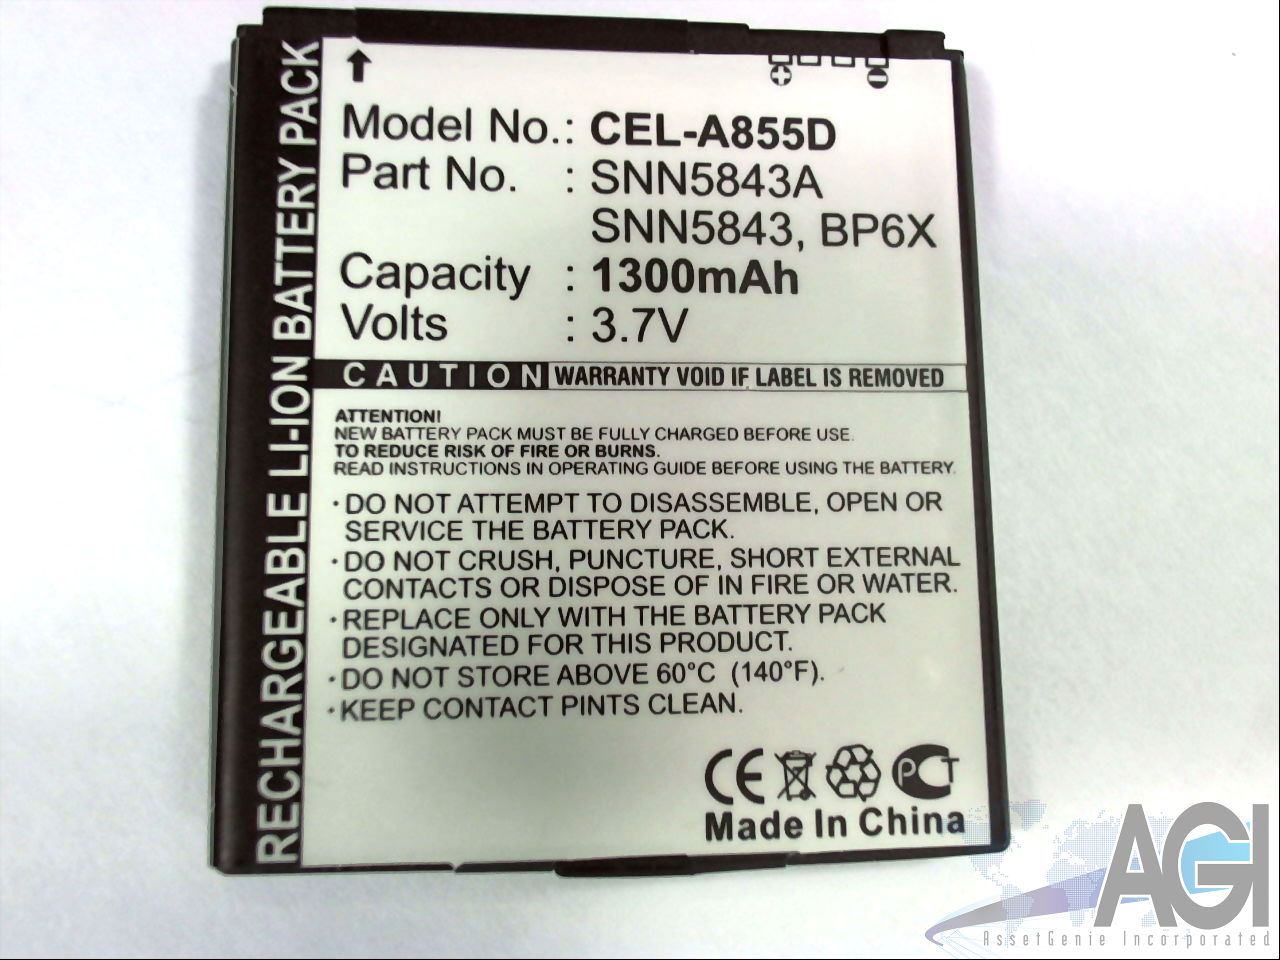 RECHARGEABLE LI-ION BATTERY PACK
Model No.: CEL-A855D
Part No. : SNN5843A
SNN5843, BP6X
Capacity : 1300mAh
Volts : 3.7V
CAUTION WARRANTY VOID IF LABEL IS REMOVED
ATTENTION!
NEW BATTERY PACK MUST BE FULLY CHARGED BEFORE USE.
TO REDUCE RISK OF FIRE OR BURNS.
READ INSTRUCTIONS IN OPERATING GUIDE BEFORE USING THE BATTERY.
·DO NOT ATTEMPT TO DISASSEMBLE, OPEN OR
SERVICE THE BATTERY PACK.
·DO NOT CRUSH, PUNCTURE, SHORT EXTERNAL
CONTACTS OR DISPOSE OF IN FIRE OR WATER.
·REPLACE ONLY WITH THE BATTERY PACK
DESIGNATED FOR THIS PRODUCT.
·DO NOT STORE ABOVE 60°C (140°F).
·KEEP CONTACT PINTS CLEAN.
CE PCT
Made In China
AGI
AssetGenie Incorporated